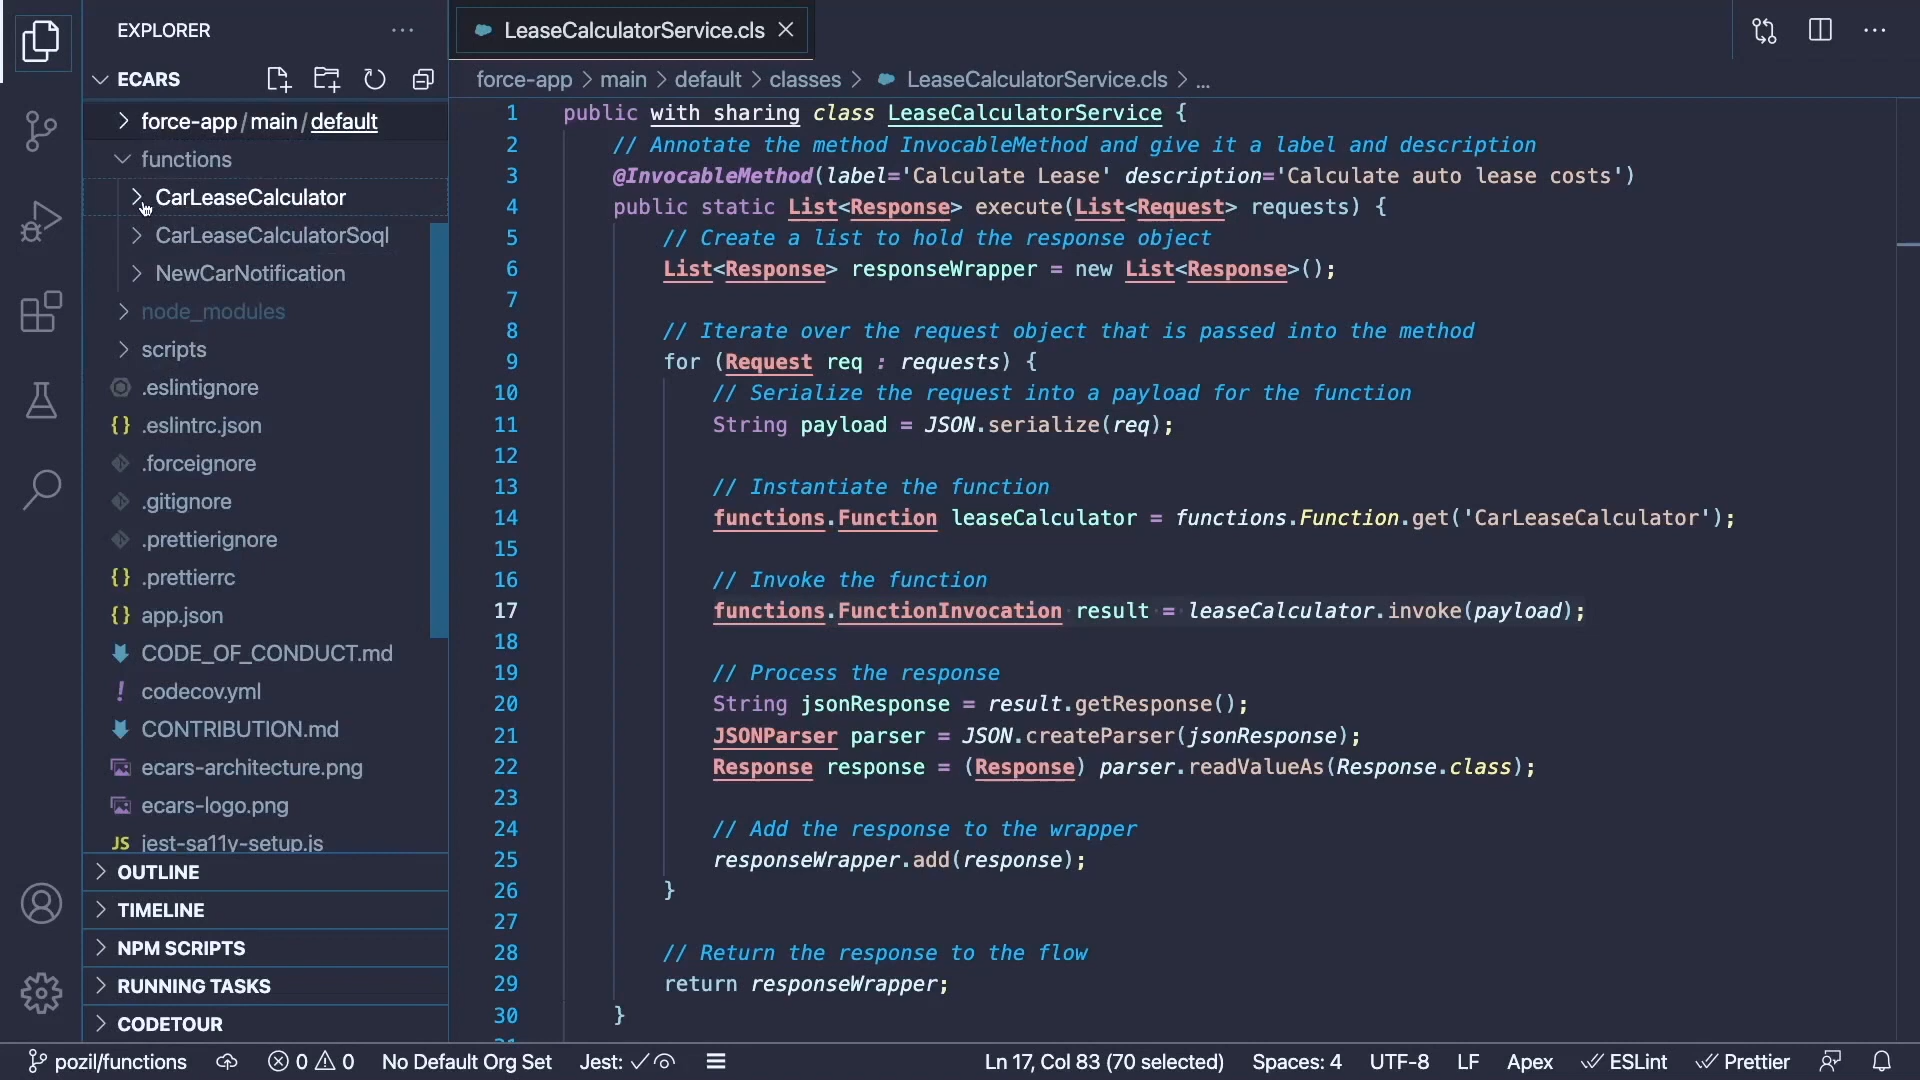 EXPLORER
ECARS
force-app/main/default
functions
CarLeaseCalculator
CarLeaseCalculatorSoql
NewCarNotification
node_modules
scripts
.eslintignore
{} .eslintrc.json
.forceignore
.gitignore
.prettierignore
{} .prettierrc
{} app.json
CODE_OF_CONDUCT.md
! codecov.yml
CONTRIBUTION.md
ecars-architecture.png
ecars-logo.png
JS jest-sa11y-setup.js
OUTLINE
TIMELINE
NPM SCRIPTS
RUNNING TASKS
CODETOUR
LeaseCalculatorService.cls
force-app > main > default > classes > LeaseCalculatorService.cls > ...
1 public with sharing class LeaseCalculatorService {
2 // Annotate the method InvocableMethod and give it a label and description
3 @InvocableMethod(label='Calculate Lease' description='Calculate auto lease costs')
4 public static List<Response> execute(List<Request> requests) {
5 // Create a list to hold the response object
6 List<Response> responseWrapper = new List<Response>();
7
8 // Iterate over the request object that is passed into the method
9 for (Request req : requests) {
10 // Serialize the request into a payload for the function
11 String payload = JSON.serialize(req);
12
13 // Instantiate the function
14 functions.Function leaseCalculator = functions.Function.get('CarLeaseCalculator');
15
16 // Invoke the function
17 functions.FunctionInvocation result = leaseCalculator.invoke(payload);
18
19 // Process the response
20 String jsonResponse = result.getResponse();
21 JSONParser parser = JSON.createParser(jsonResponse);
22 Response response = (Response) parser.readValueAs(Response.class);
23
24 // Add the response to the wrapper
25 responseWrapper.add(response);
26 }
27
28 // Return the response to the flow
29 return responseWrapper;
30 }
pozil/functions 0 0 No Default Org Set Jest: Ln 17, Col 83 (70 selected) Spaces: 4 UTF-8 LF Apex ESLint Prettier